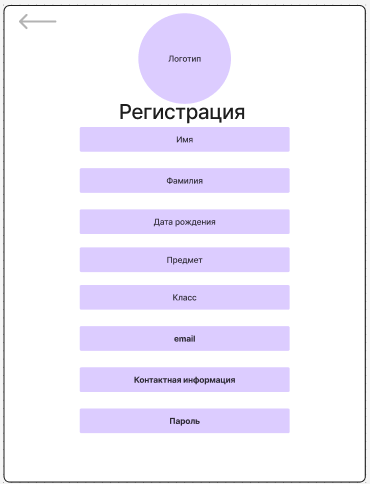 Логотип
Регистрация
Имя
Фамилия
Дата рождения
Предмет
Класс
email
Контактная информация
Пароль